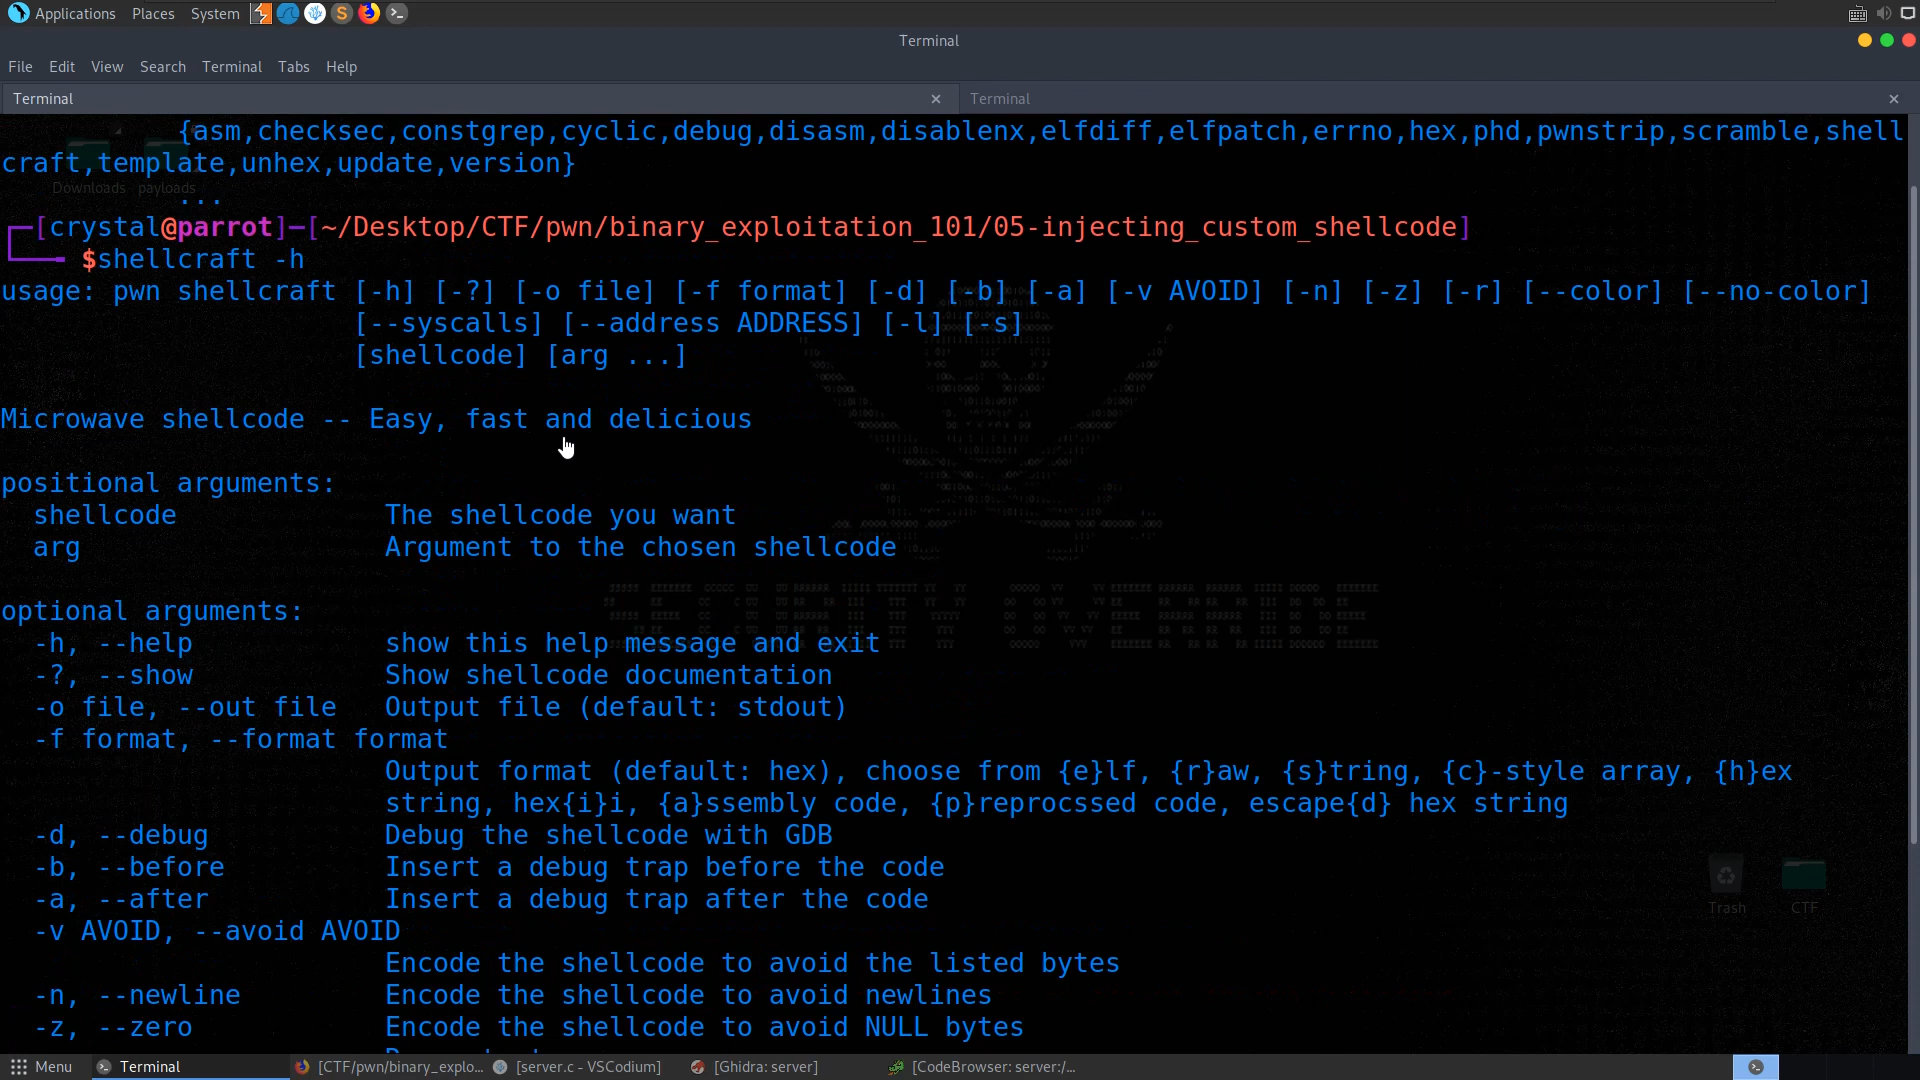 Applications Places System
Terminal
File Edit View Search Terminal Tabs Help
Terminal × Terminal ×
{asm,checksec,constgrep,cyclic,debug,disasm,disablenx,elfdiff,elfpatch,errno,hex,phd,pwnstrip,scramble,shell
craft,template,unhex,update,version}
Downloads payloads
...
[crystal@parrot]─[~/Desktop/CTF/pwn/binary_exploitation_101/05-injecting_custom_shellcode]
$shellcraft -h
usage: pwn shellcraft [-h] [-?] [-o file] [-f format] [-d] [-b] [-a] [-v AVOID] [-n] [-z] [-r] [--color] [--no-color]
[--syscalls] [--address ADDRESS] [-l] [-s]
[shellcode] [arg ...]
Microwave shellcode -- Easy, fast and delicious
positional arguments:
shellcode The shellcode you want
arg Argument to the chosen shellcode
optional arguments:
-h, --help show this help message and exit
-?, --show Show shellcode documentation
-o file, --out file Output file (default: stdout)
-f format, --format format
Output format (default: hex), choose from {e}lf, {r}aw, {s}tring, {c}-style array, {h}ex
string, hex{i}i, {a}ssembly code, {p}reprocssed code, escape{d} hex string
-d, --debug Debug the shellcode with GDB
-b, --before Insert a debug trap before the code
-a, --after Insert a debug trap after the code
Trash CTF
-v AVOID, --avoid AVOID
Encode the shellcode to avoid the listed bytes
-n, --newline Encode the shellcode to avoid newlines
-z, --zero Encode the shellcode to avoid NULL bytes
Menu Terminal [CTF/pwn/binary_explo... [server.c - VSCodium] [Ghidra: server] [CodeBrowser: server:/...